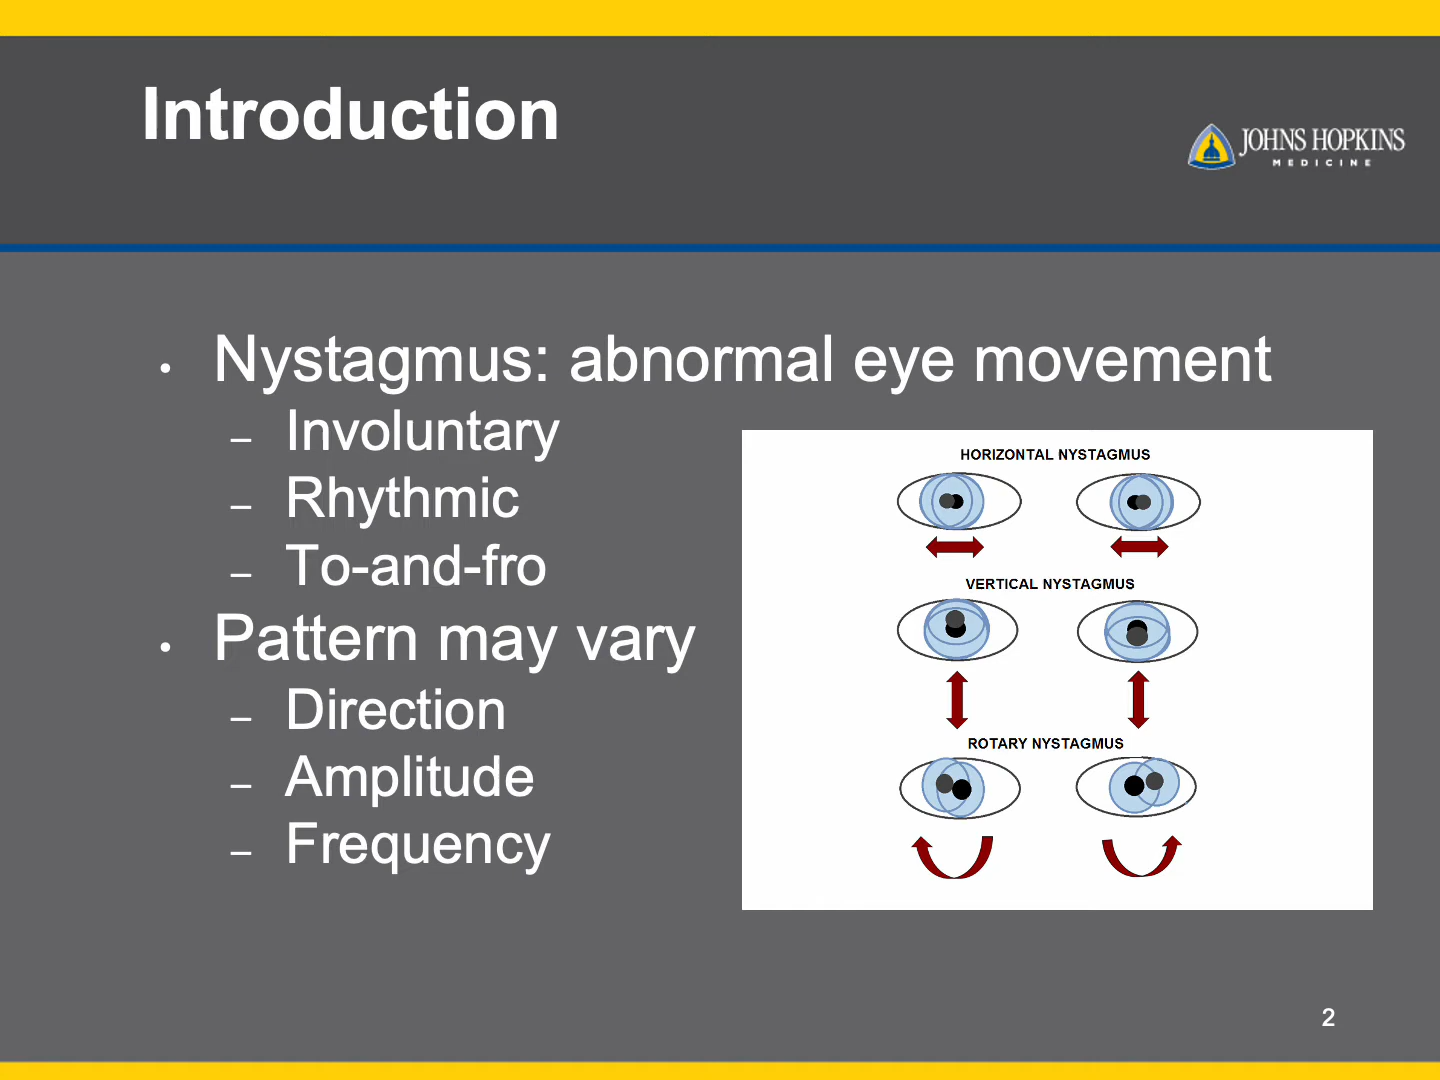 Introduction
JOHNS HOPKINS
MEDICINE
• Nystagmus: abnormal eye movement
– Involuntary
– Rhythmic
– To-and-fro
• Pattern may vary
– Direction
– Amplitude
– Frequency
HORIZONTAL NYSTAGMUS
VERTICAL NYSTAGMUS
ROTARY NYSTAGMUS
2